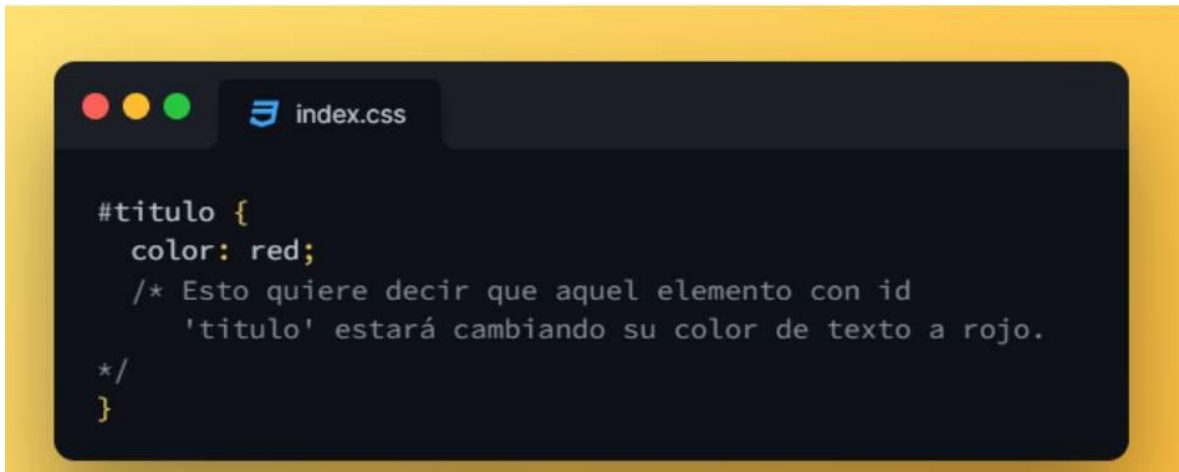 index.css
#titulo {
color: red;
/* Esto quiere decir que aquel elemento con id
'titulo' estará cambiando su color de texto a rojo.
*/
}